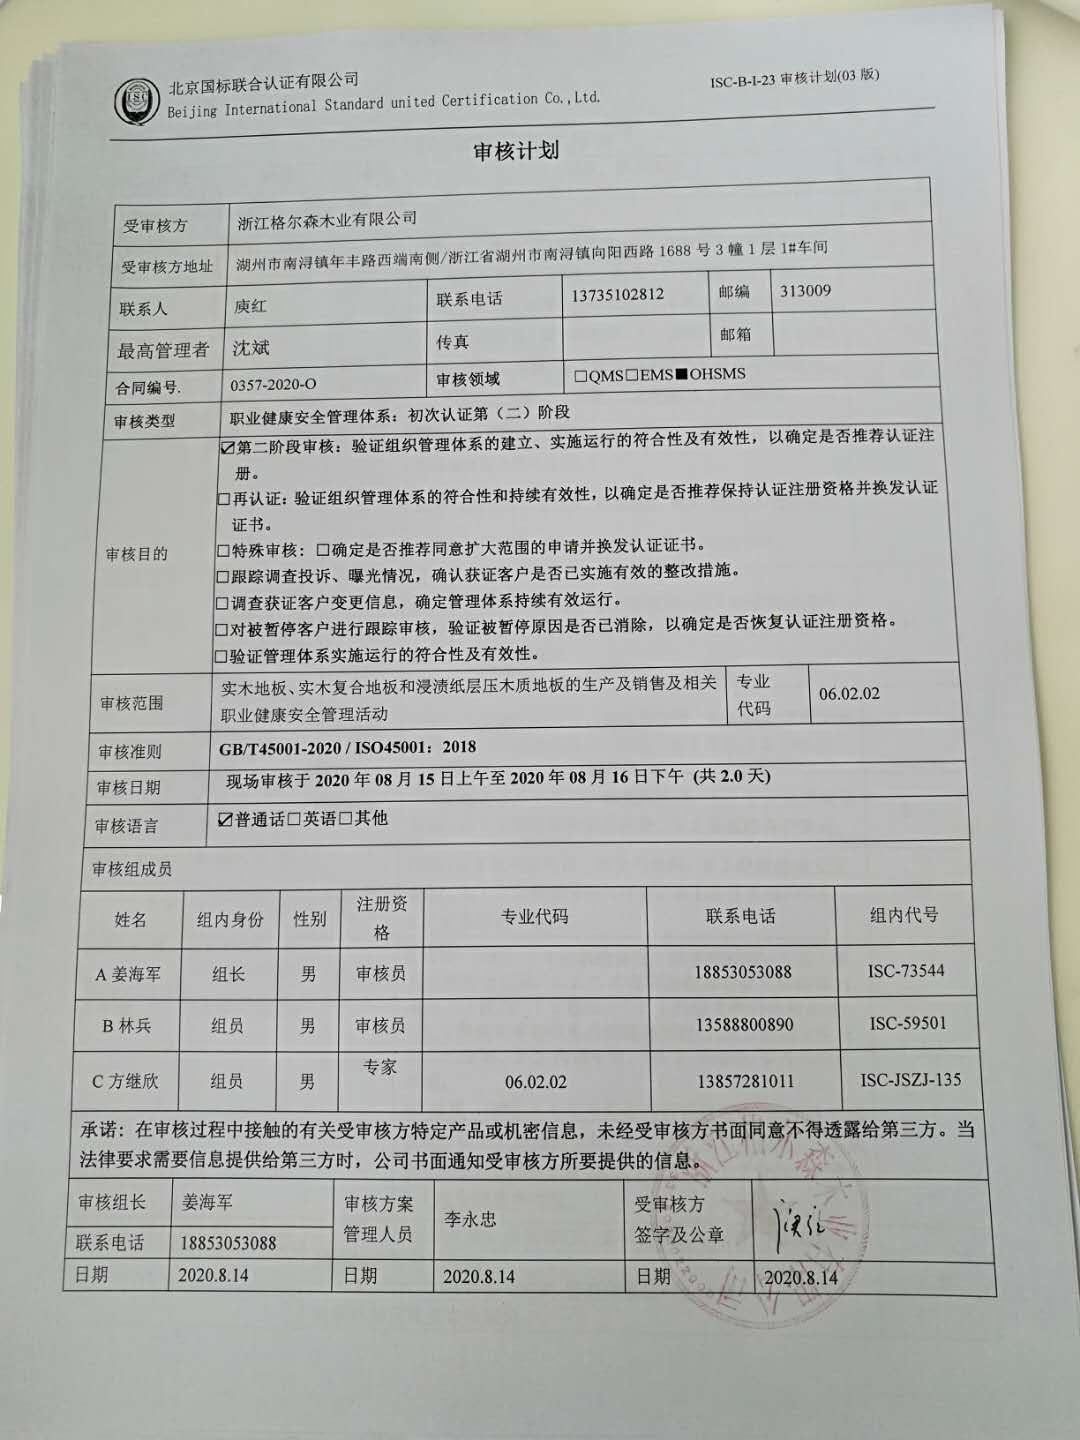 北京国标联合认证有限公司
Beijing International Standard united Certification Co.,Ltd.
ISC-B-I-23 审核计划(03 版)
审核计划
受审核方 浙江格尔森木业有限公司
受审核方地址 湖州市南浔镇年丰路西端南侧/浙江省湖州市南浔镇向阳西路 1688 号 3 幢 1 层 1#车间
联系人 庾红 联系电话 13735102812 邮编 313009
最高管理者 沈斌 传真 邮箱
合同编号. 0357-2020-O 审核领域 □QMS□EMS■OHSMS
审核类型 职业健康安全管理体系：初次认证第（二）阶段
审核目的
☑第二阶段审核：验证组织管理体系的建立、实施运行的符合性及有效性，以确定是否推荐认证注
册。
□再认证：验证组织管理体系的符合性和持续有效性，以确定是否推荐保持认证注册资格并换发认证
证书。
□特殊审核：□确定是否推荐同意扩大范围的申请并换发认证证书。
□跟踪调查投诉、曝光情况，确认获证客户是否已实施有效的整改措施。
□调查获证客户变更信息，确定管理体系持续有效运行。
□对被暂停客户进行跟踪审核，验证被暂停原因是否已消除，以确定是否恢复认证注册资格。
□验证管理体系实施运行的符合性及有效性。
审核范围
实木地板、实木复合地板和浸渍纸层压木质地板的生产及销售及相关
职业健康安全管理活动
专业
代码
06.02.02
审核准则 GB/T45001-2020 / ISO45001：2018
审核日期 现场审核于 2020 年 08 月 15 日上午至 2020 年 08 月 16 日下午 (共 2.0 天)
审核语言 ☑普通话□英语□其他
审核组成员
姓名 组内身份 性别 注册资
格 专业代码 联系电话 组内代号
A 姜海军 组长 男 审核员 18853053088 ISC-73544
B 林兵 组员 男 审核员 13588800890 ISC-59501
C 方继欣 组员 男 专家 06.02.02 13857281011 ISC-JSZJ-135
承诺：在审核过程中接触的有关受审核方特定产品或机密信息，未经受审核方书面同意不得透露给第三方。当
法律要求需要信息提供给第三方时，公司书面通知受审核方所要提供的信息。
审核组长 姜海军
联系电话 18853053088
审核方案
管理人员
李永忠
受审核方
签字及公章
日期 2020.8.14 日期 2020.8.14 日期 2020.8.14